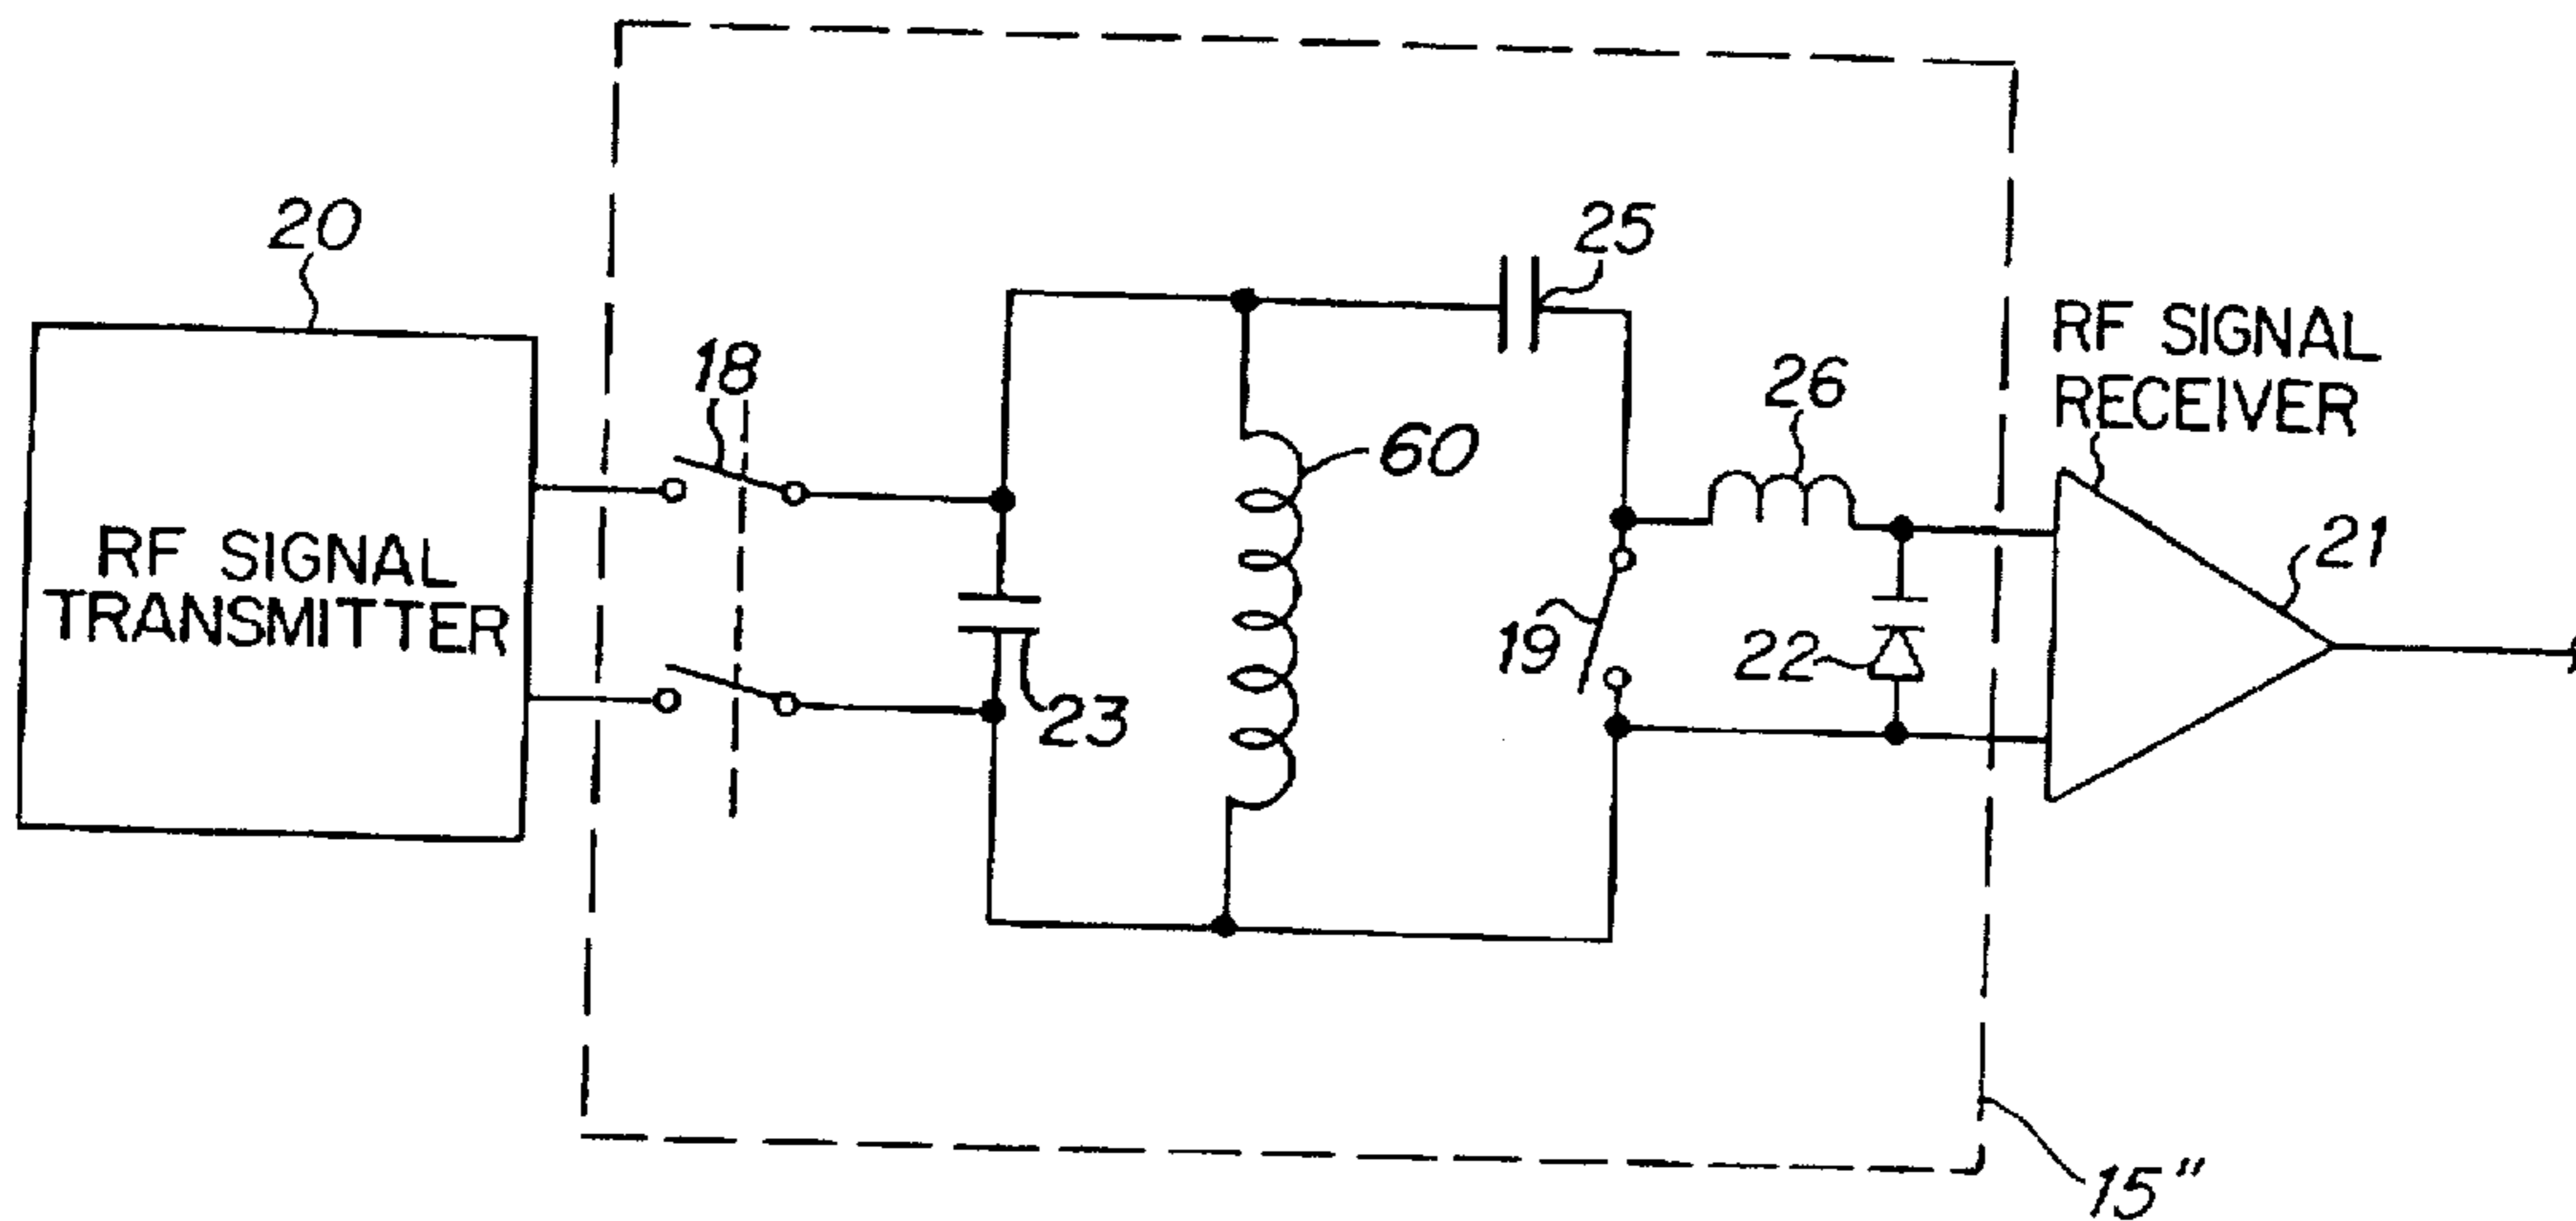 20
RF SIGNAL
TRANSMITTER
18
23
60
25
19
26
22
RF SIGNAL
RECEIVER
21
15"